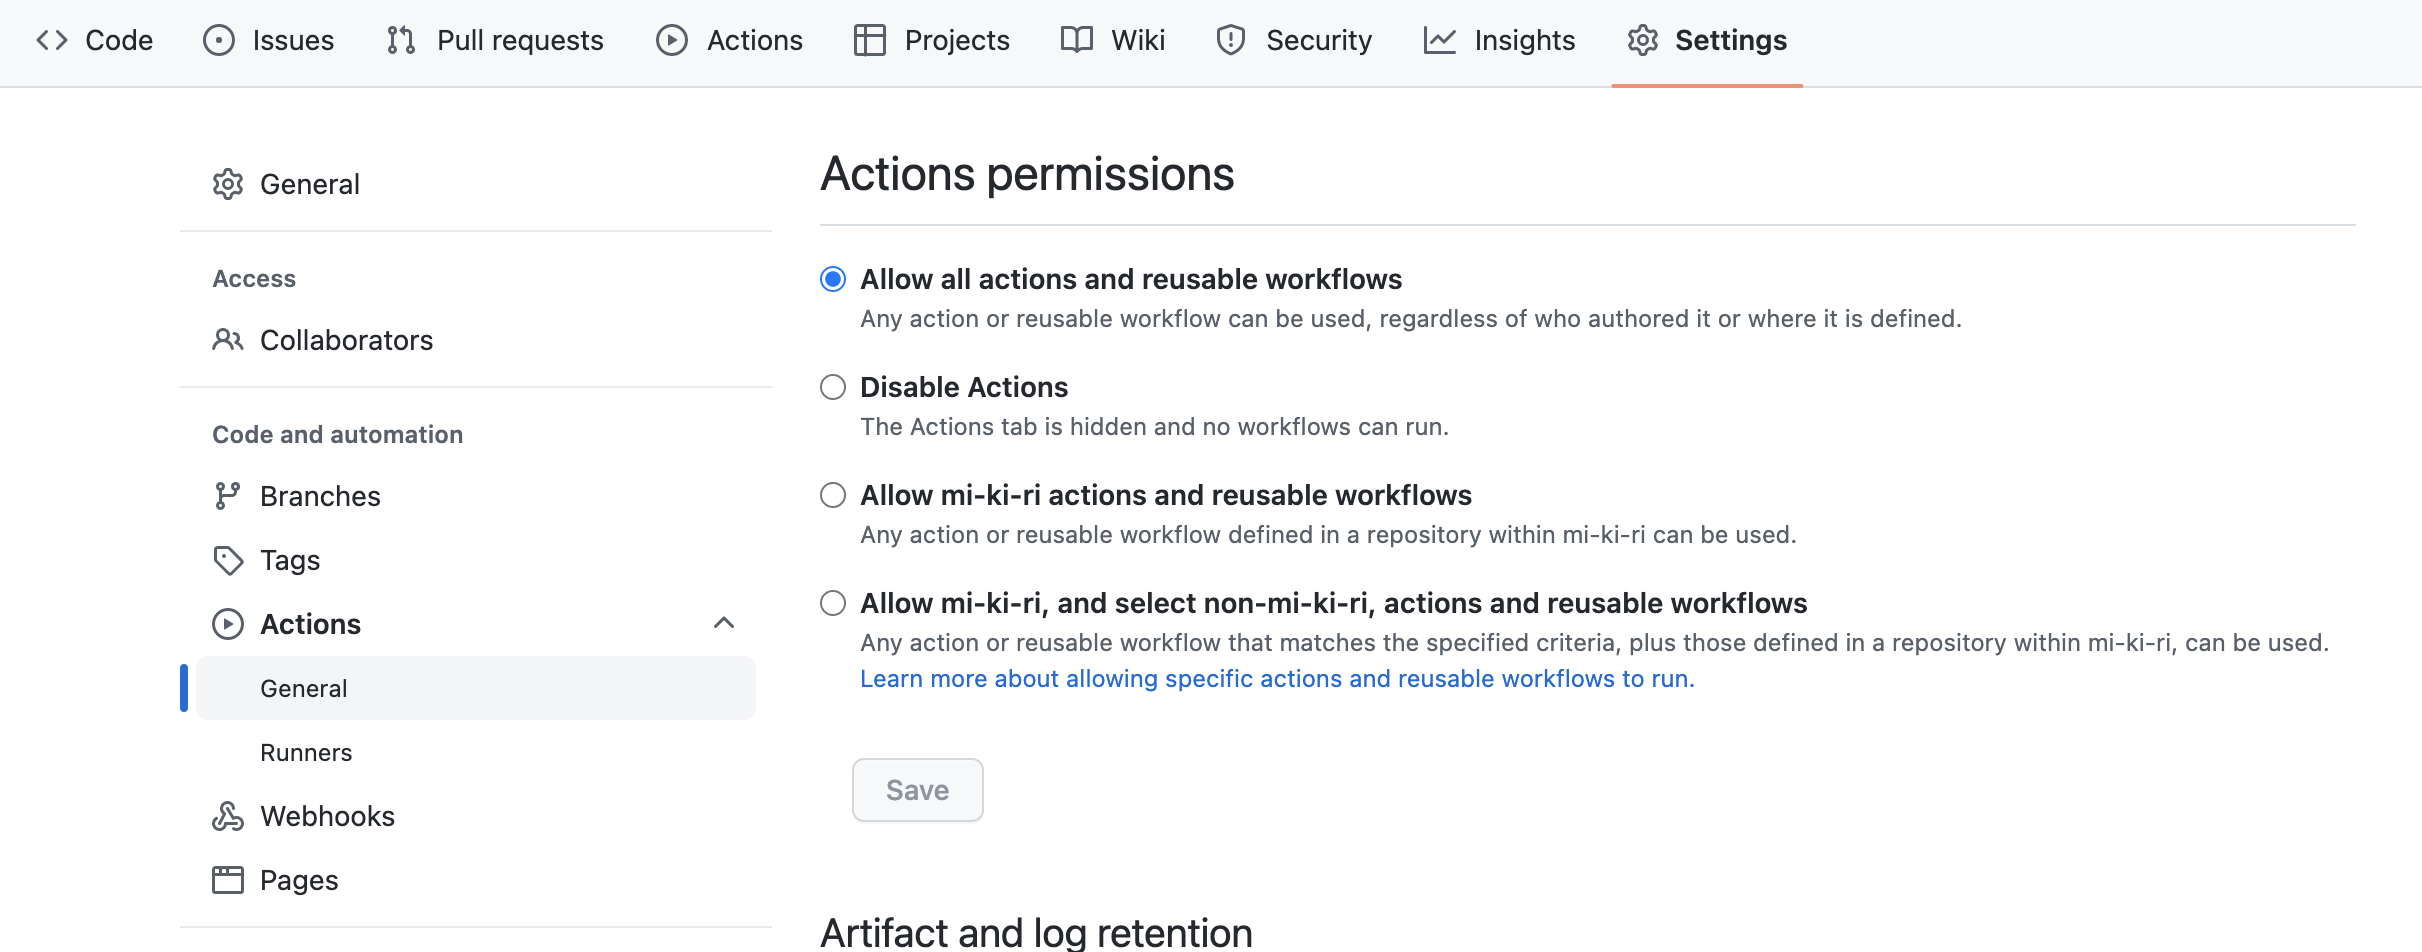 Code Issues Pull requests Actions Projects Wiki Security Insights Settings
General
Access
Collaborators
Code and automation
Branches
Tags
Actions
General
Runners
Webhooks
Pages
Actions permissions
Allow all actions and reusable workflows
Any action or reusable workflow can be used, regardless of who authored it or where it is defined.
Disable Actions
The Actions tab is hidden and no workflows can run.
Allow mi-ki-ri actions and reusable workflows
Any action or reusable workflow defined in a repository within mi-ki-ri can be used.
Allow mi-ki-ri, and select non-mi-ki-ri, actions and reusable workflows
Any action or reusable workflow that matches the specified criteria, plus those defined in a repository within mi-ki-ri, can be used.
Learn more about allowing specific actions and reusable workflows to run.
Save
Artifact and log retention